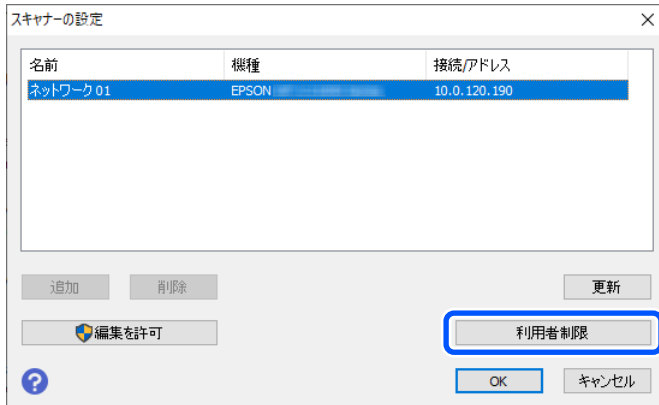 スキャナーの設定
名前 機種 接続/アドレス
ネットワーク 01 EPSON 10.0.120.190
追加 削除 更新
編集を許可 利用者制限
OK キャンセル